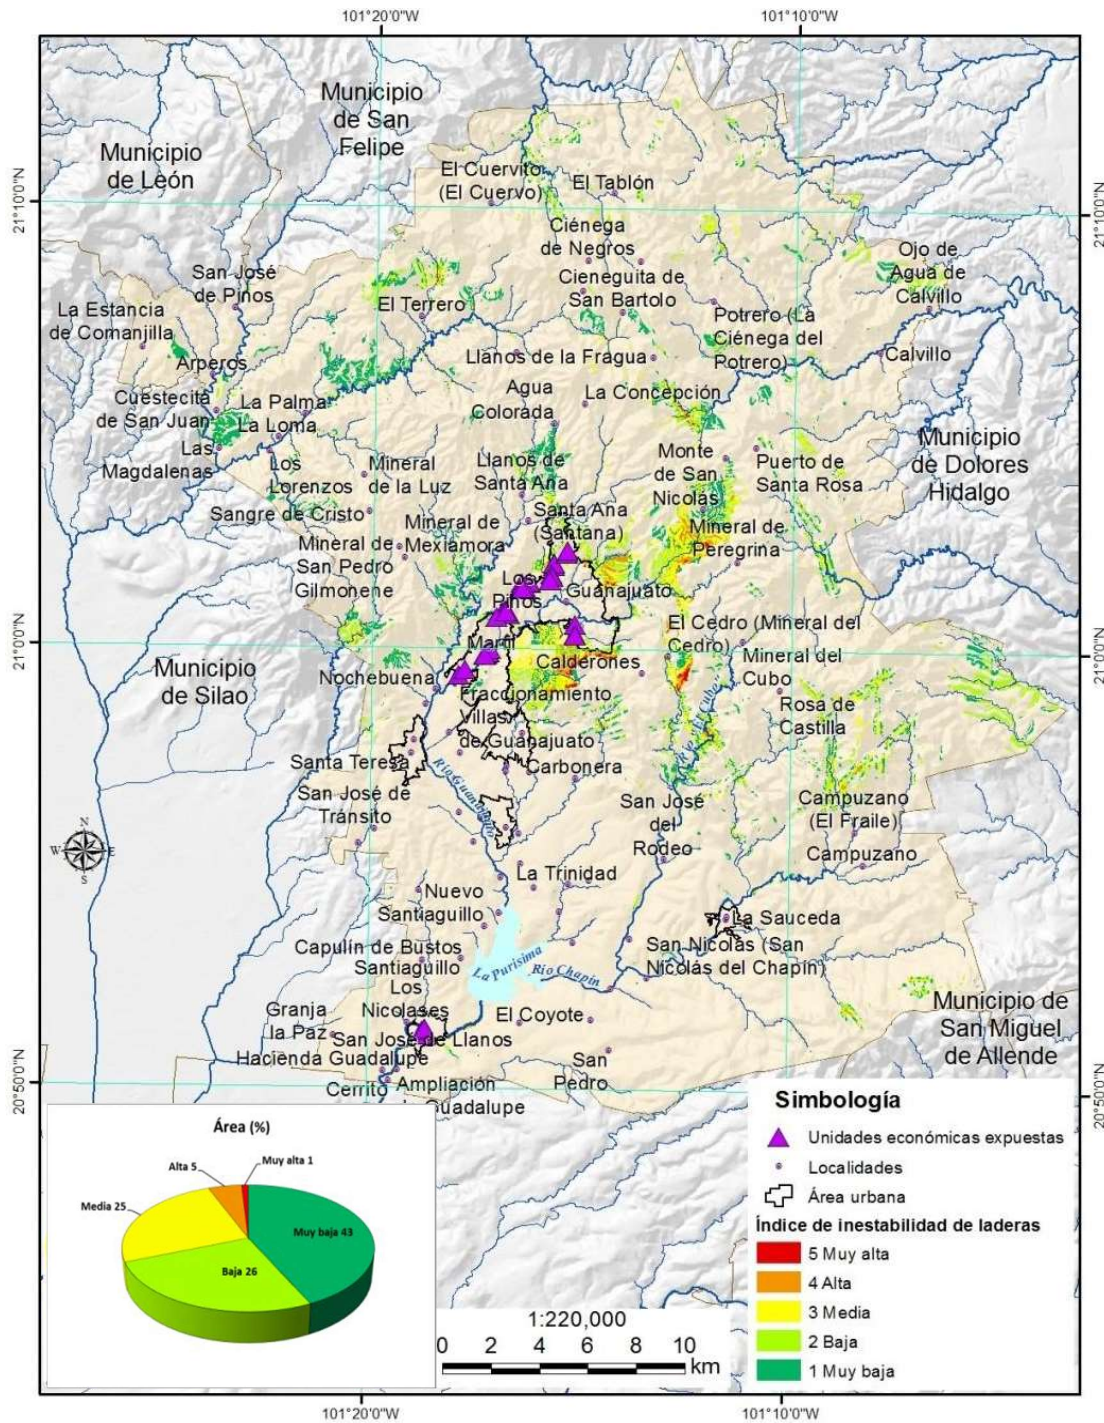 101°20'0"W
101°10'0"W
Municipio
de San
Felipe
Municipio
de León
El Cuervito
(El Cuervo)
El Tablón
21°10'0"N
21°10'0"N
Ciénega
de Negros
Ojo de
Agua de
Calvillo
San José
de Pinos
Cieneguita de
San Bartolo
La Estancia
de Comanjilla
El Terrero
Potrero (La
Ciénega del
Potrero)
Arperos
Llanos de la Fragua
Calvillo
Cuestecita
de San Juan
La Palma
La Loma
Agua
Colorada
La Concepción
Las
Magdalenas
Los
Lorenzos
Mineral
de la Luz
Llanos de
Santa Ana
Monte
de San
Nicolás
Puerto de
Santa Rosa
Municipio
de Dolores
Hidalgo
Sangre de Cristo
Santa Ana
(Santana)
Mineral de
Mexiamora
Mineral de
Peregrina
Mineral de
San Pedro
Gilmonene
Los
Pinos
Guanajuato
21°0'0"N
21°0'0"N
Marfil
El Cedro (Mineral del
Cedro)
Municipio
de Silao
Nochebuena
Calderones
Mineral del
Cubo
Fraccionamiento
Villas
de Guanajuato
Rosa de
Castilla
Santa Teresa
Carbonera
San José de
Tránsito
Río Guanajuato
San José
del
Rodeo
Campuzano
(El Fraile)
Campuzano
N
W
E
S
La Trinidad
Nuevo
Santiaguillo
La Sauceda
Capulín de Bustos
Santiaguillo
La Purísima
Río Chapín
San Nicolás (San
Nicolás del Chapín)
Los
Nicolases
Granja
la Paz
El Coyote
Municipio de
San Miguel
de Allende
San José de Llanos
Hacienda Guadalupe
San
Pedro
Cerrito
Ampliación
Guadalupe
20°50'0"N
20°50'0"N
Área (%)
Muy alta 1
Alta 5
Media 25
Muy baja 43
Baja 26
1:220,000
0 2 4 6 8 10
km
Simbología
Unidades económicas expuestas
Localidades
Área urbana
Índice de inestabilidad de laderas
5 Muy alta
4 Alta
3 Media
2 Baja
1 Muy baja
101°20'0"W
101°10'0"W